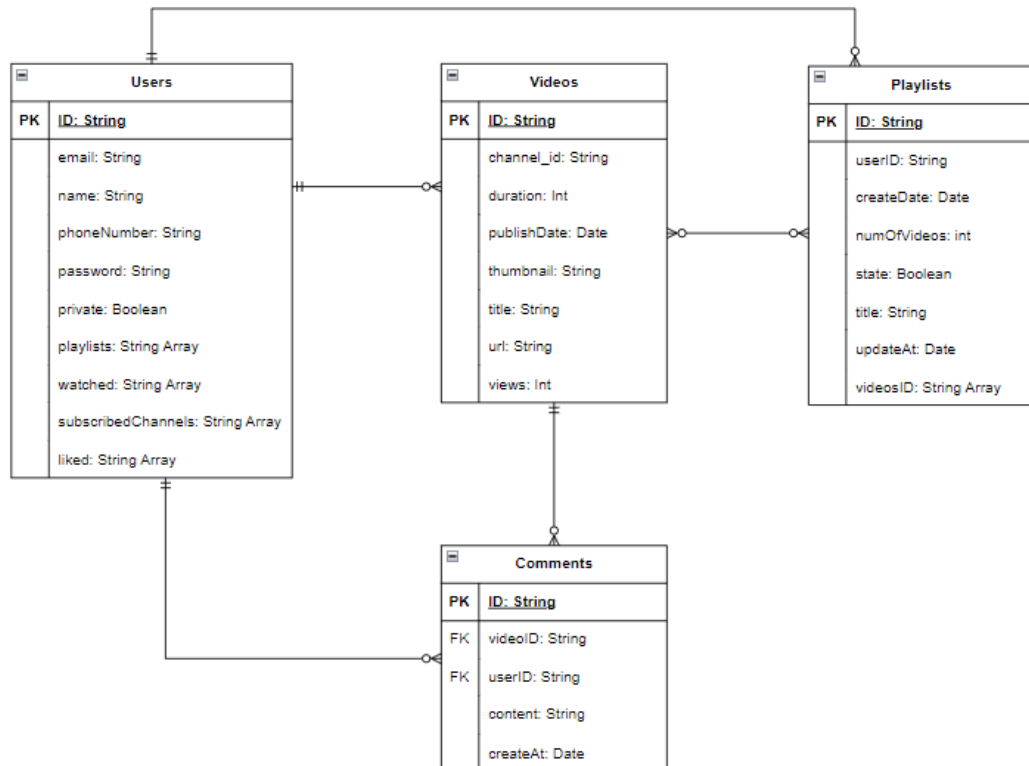 Users
PK ID: String
email: String
name: String
phoneNumber: String
password: String
private: Boolean
playlists: String Array
watched: String Array
subscribedChannels: String Array
liked: String Array
Videos
PK ID: String
channel_id: String
duration: Int
publishDate: Date
thumbnail: String
title: String
url: String
views: Int
Playlists
PK ID: String
userID: String
createDate: Date
numOfVideos: int
state: Boolean
title: String
updateAt: Date
videosID: String Array
Comments
PK ID: String
FK videoID: String
FK userID: String
content: String
createAt: Date